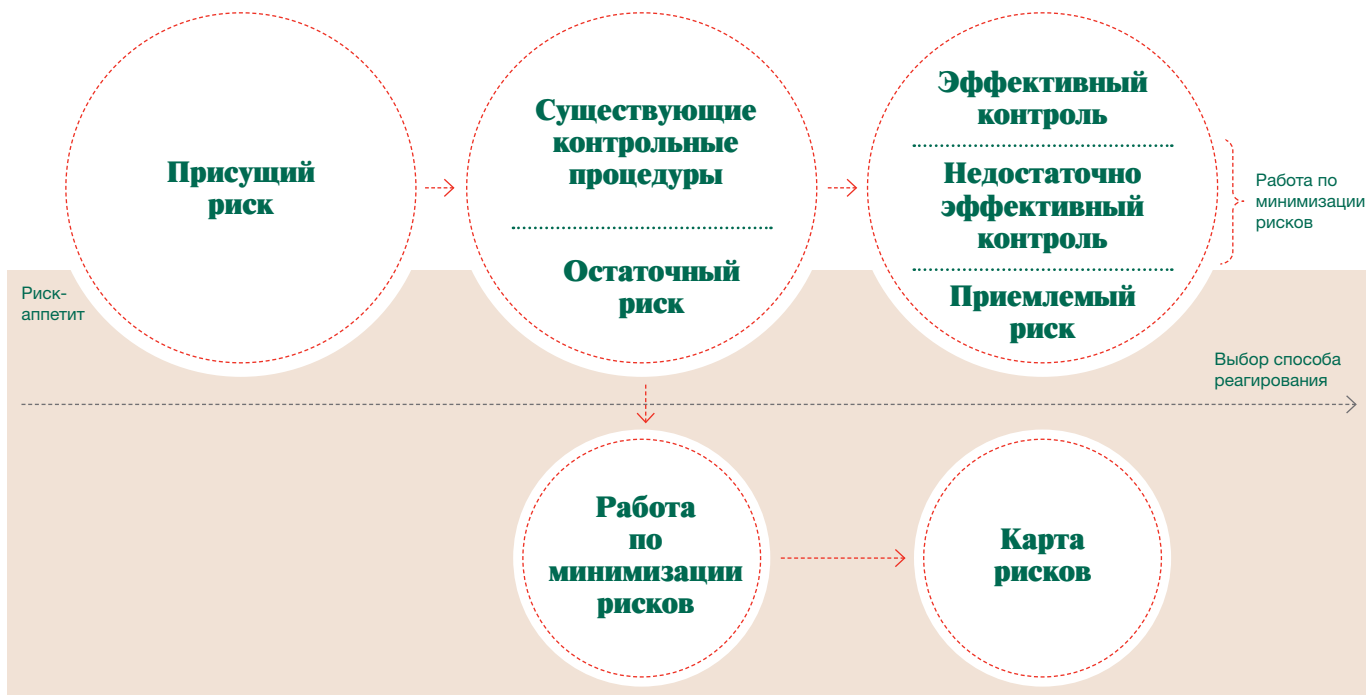 Присущий
риск
Существующие
контрольные
процедуры
Остаточный
риск
Эффективный
контроль
Недостаточно
эффективный
контроль
Приемлемый
риск
Работа по
минимизации
рисков
Риск-
аппетит
Выбор способа
реагирования
Работа
по
минимизации
рисков
Карта
рисков